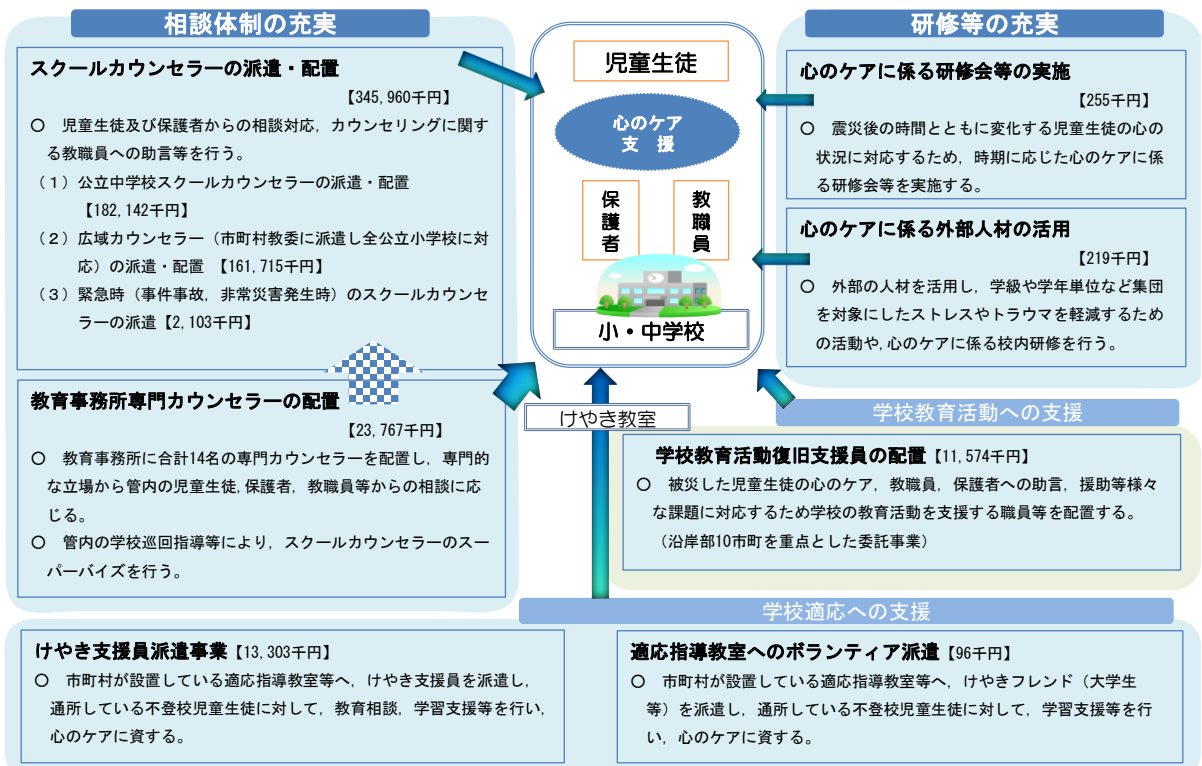 相談体制の充実
スクールカウンセラーの派遣・配置
【345,960千円】
○ 児童生徒及び保護者からの相談対応，カウンセリングに関す
る教職員への助言等を行う。
（１）公立中学校スクールカウンセラーの派遣・配置
【182,142千円】
（２）広域カウンセラー（市町村教委に派遣し全公立小学校に対
応）の派遣・配置 【161,715千円】
（３）緊急時（事件事故，非常災害発生時）のスクールカウンセ
ラーの派遣【2,103千円】
教育事務所専門カウンセラーの配置
【23,767千円】
○ 教育事務所に合計14名の専門カウンセラーを配置し，専門的
な立場から管内の児童生徒,保護者，教職員等からの相談に応
じる。
○ 管内の学校巡回指導等により，スクールカウンセラーのスー
パーバイズを行う。
児童生徒
心のケア
支 援
保護者
教職員
小・中学校
けやき教室
研修等の充実
心のケアに係る研修会等の実施
【255千円】
○ 震災後の時間とともに変化する児童生徒の心の
状況に対応するため，時期に応じた心のケアに係
る研修会等を実施する。
心のケアに係る外部人材の活用
【219千円】
○ 外部の人材を活用し，学級や学年単位など集団
を対象にしたストレスやトラウマを軽減するため
の活動や,心のケアに係る校内研修を行う。
学校教育活動への支援
学校教育活動復旧支援員の配置【11,574千円】
○ 被災した児童生徒の心のケア，教職員，保護者への助言，援助等様々
な課題に対応するため学校の教育活動を支援する職員等を配置する。
（沿岸部10市町を重点とした委託事業）
学校適応への支援
けやき支援員派遣事業【13,303千円】
○ 市町村が設置している適応指導教室等へ，けやき支援員を派遣し，
通所している不登校児童生徒に対して，教育相談，学習支援等を行い，
心のケアに資する。
適応指導教室へのボランティア派遣【96千円】
○ 市町村が設置している適応指導教室等へ，けやきフレンド（大学生
等）を派遣し，通所している不登校児童生徒に対して，学習支援等を行
い，心のケアに資する。